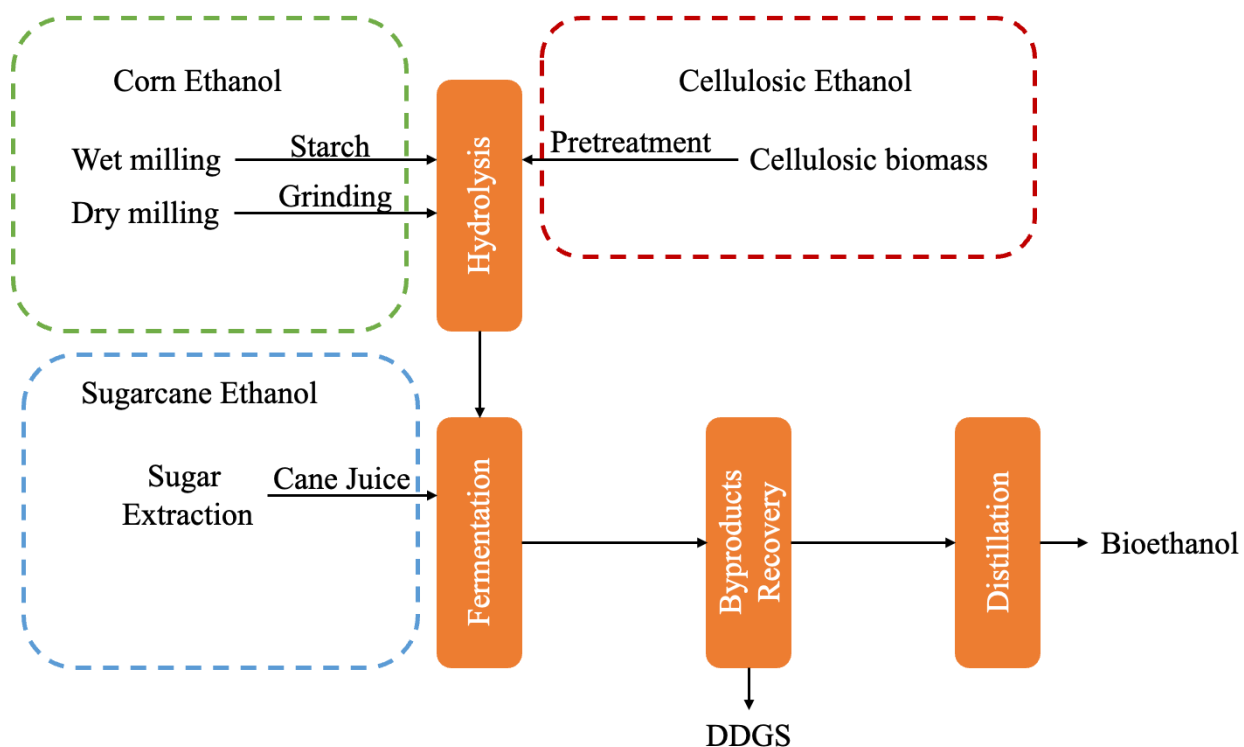 Corn Ethanol
Wet milling
Starch
Dry milling
Grinding
Hydrolysis
Cellulosic Ethanol
Pretreatment
Cellulosic biomass
Sugarcane Ethanol
Sugar
Extraction
Cane Juice
Fermentation
Byproducts
Recovery
DDGS
Distillation
Bioethanol